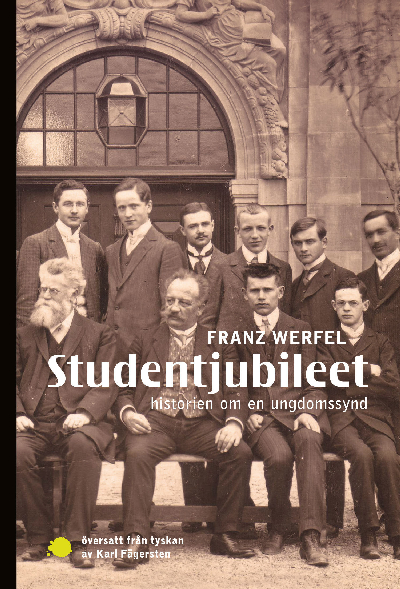 FRANZ WERFEL
Studentjubileet
historien om en ungdomssynd
översatt från tyskan
av Karl Fägersten